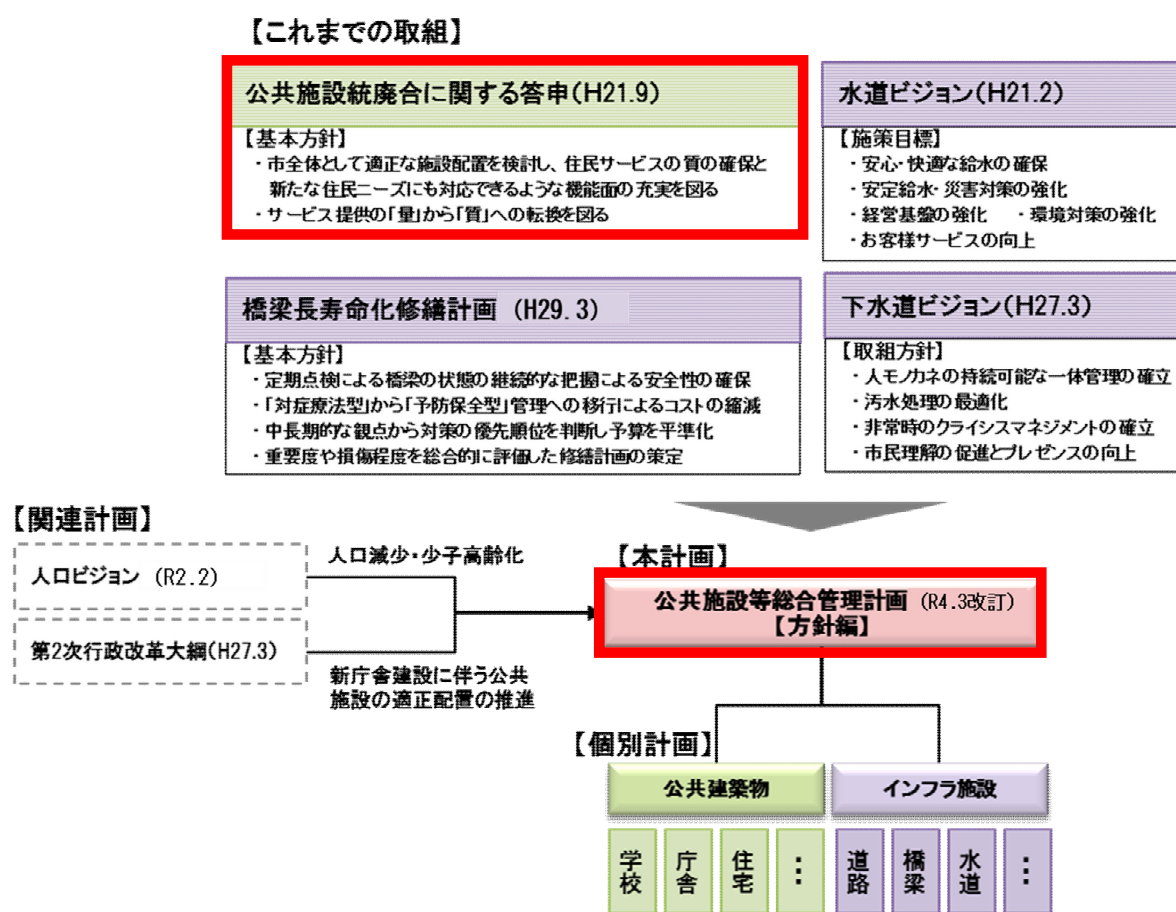 【これまでの取組】
公共施設統廃合に関する答申(H21.9)
【基本方針】
・市全体として適正な施設配置を検討し、住民サービスの質の確保と
新たな住民ニーズにも対応できるような機能面の充実を図る
・サービス提供の「量」から「質」への転換を図る
水道ビジョン(H21.2)
【施策目標】
・安心・快適な給水の確保
・安定給水・災害対策の強化
・経営基盤の強化 ・環境対策の強化
・お客様サービスの向上
橋梁長寿命化修繕計画 (H29.3)
【基本方針】
・定期点検による橋梁の状態の継続的な把握による安全性の確保
・「対症療法型」から「予防保全型」管理への移行によるコストの縮減
・中長期的な観点から対策の優先順位を判断し予算を平準化
・重要度や損傷程度を総合的に評価した修繕計画の策定
下水道ビジョン(H27.3)
【取組方針】
・人モノカネの持続可能な一体管理の確立
・汚水処理の最適化
・非常時のクライシスマネジメントの確立
・市民理解の促進とプレゼンスの向上
【関連計画】
人口ビジョン (R2.2)
第2次行政改革大綱(H27.3)
人口減少・少子高齢化
新庁舎建設に伴う公共
施設の適正配置の推進
【本計画】
公共施設等総合管理計画 (R4.3改訂)
【方針編】
【個別計画】
公共建築物
インフラ施設
学校
庁舎
住宅
…
道路
橋梁
水道
…